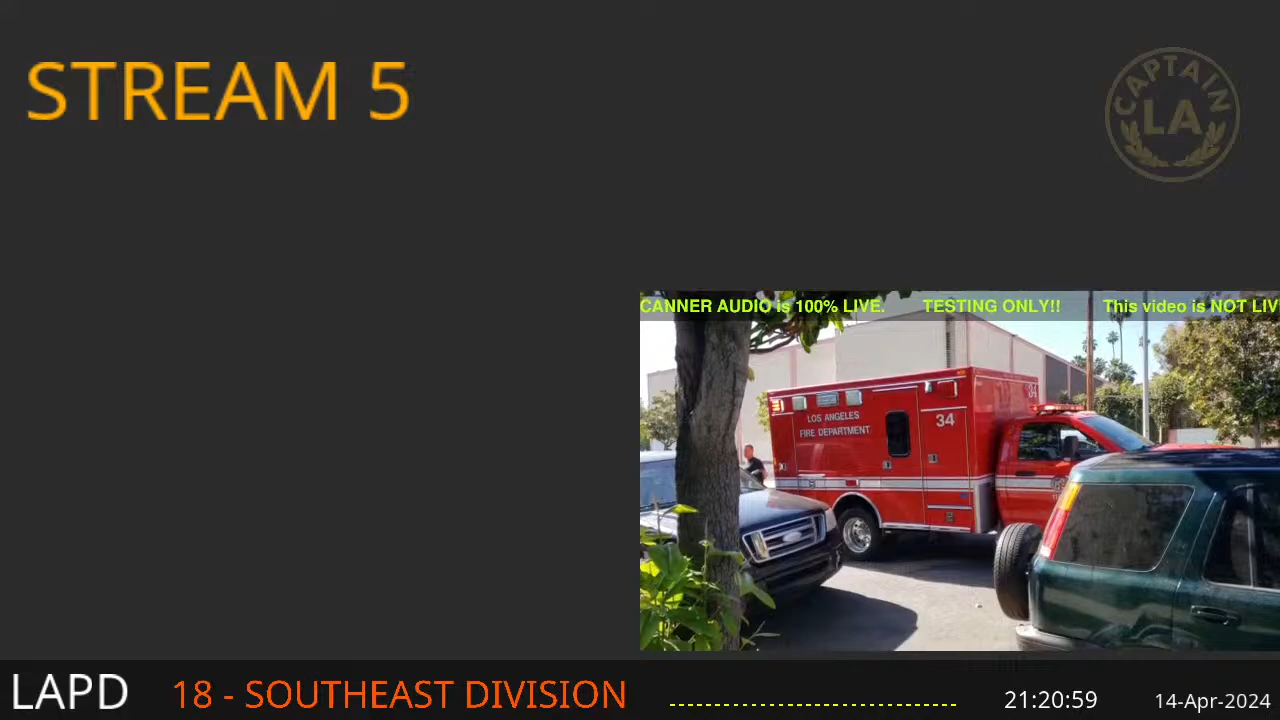 STREAM 5
CAPTAIN
LA
CANNER AUDIO is 100% LIVE. TESTING ONLY!! This video is NOT LIV
LOS ANGELES
FIRE DEPARTMENT
34
34
LAPD 18 - SOUTHEAST DIVISION 21:20:59 14-Apr-2024